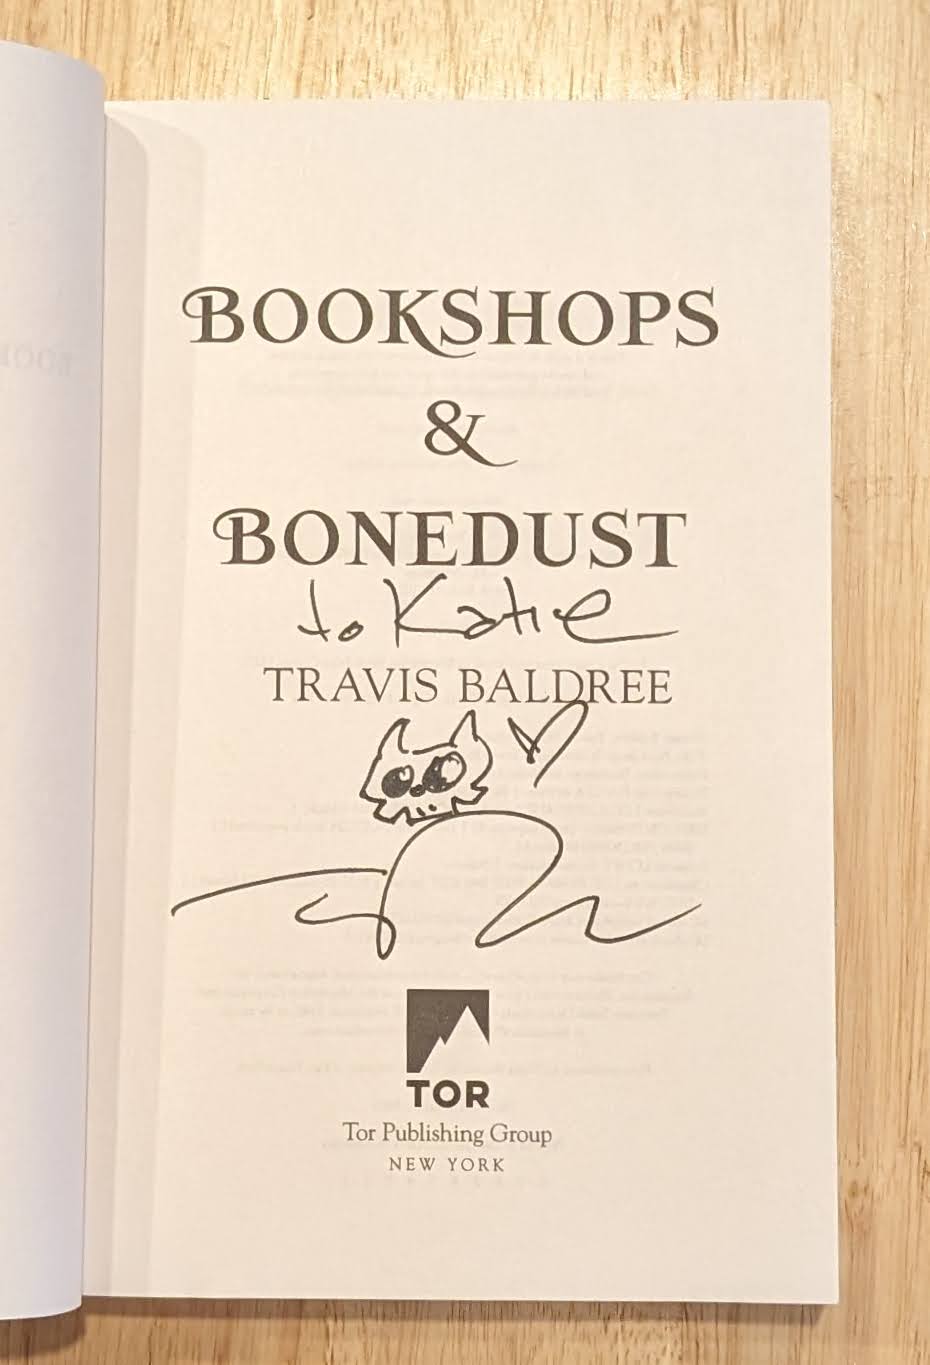 BOOKSHOPS
&
BONEDUST
to Katie
TRAVIS BALDREE
TOR
Tor Publishing Group
NEW YORK